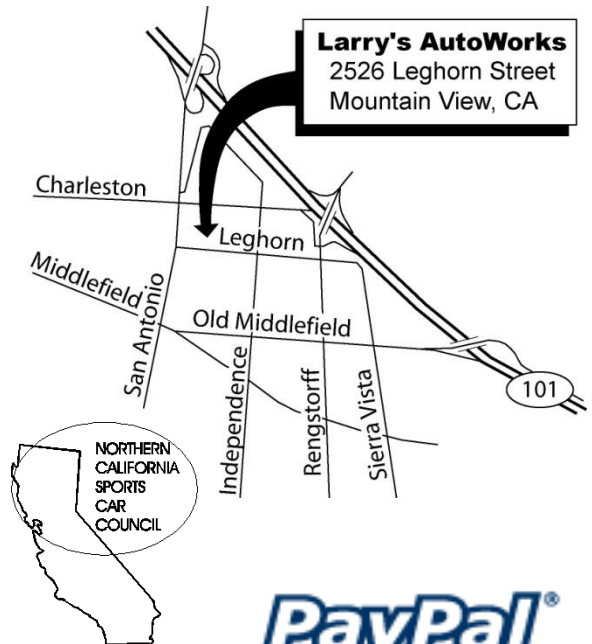 Larry's AutoWorks
2526 Leghorn Street
Mountain View, CA
Charleston
Leghorn
Middlefield
San Antonio
Old Middlefield
Independence
Rengstorff
Sierra Vista
101
NORTHERN
CALIFORNIA
SPORTS
CAR
COUNCIL
PayPal®